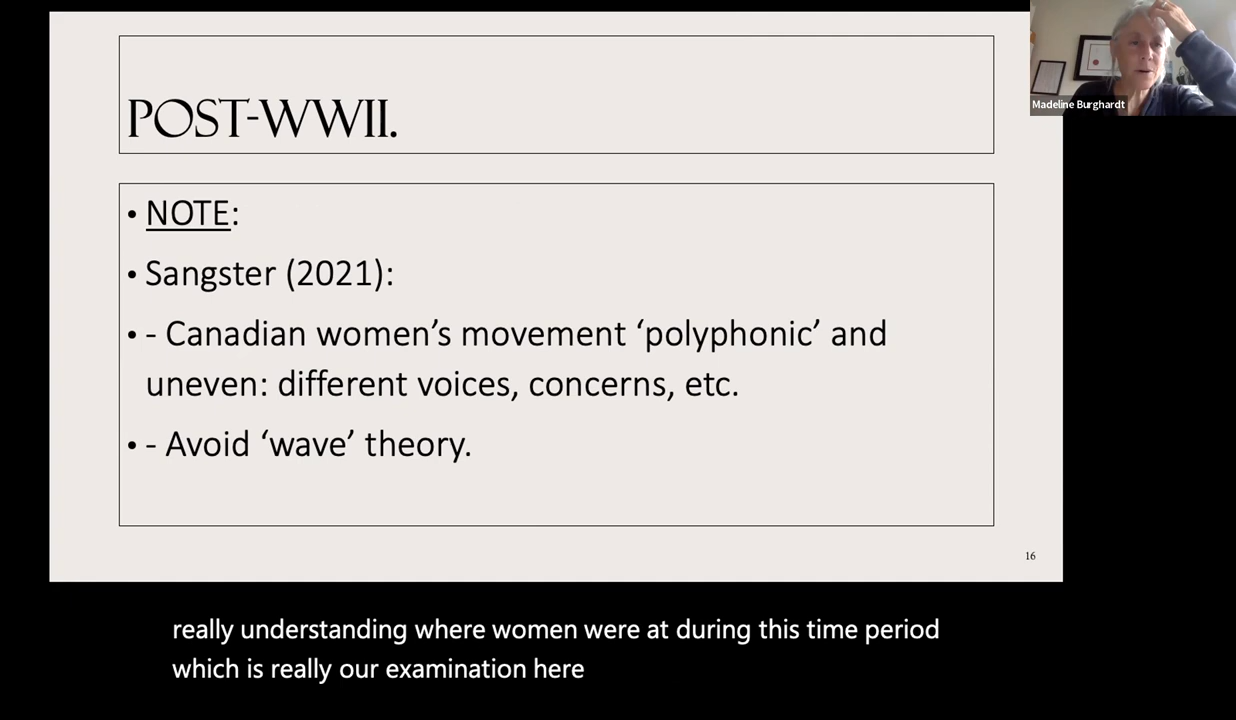 POST-WWII.
• NOTE:
• Sangster (2021):
• - Canadian women’s movement ‘polyphonic’ and
uneven: different voices, concerns, etc.
• - Avoid ‘wave’ theory.
16
Madeline Burghardt
really understanding where women were at during this time period
which is really our examination here